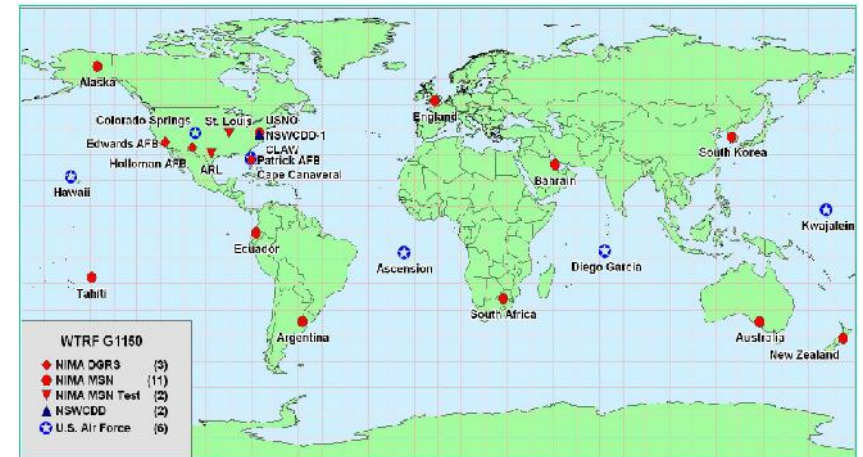 Alaska
England
Colorado Springs
St. Louis
USNO
NSWCDD-1
Edwards AFB
CLAW
South Korea
Patrick AFB
Holloman AFB
ARL
Cape Canaveral
Bahrain
Hawaii
Kwajalein
Ecuador
Ascension
Diego Garcia
Tahiti
South Africa
Argentina
Australia
New Zealand
WTRF G1150
NIMA DGRS (3)
NIMA MSN (11)
NIMA MSN Test (2)
NSWCDD (2)
U.S. Air Force (6)